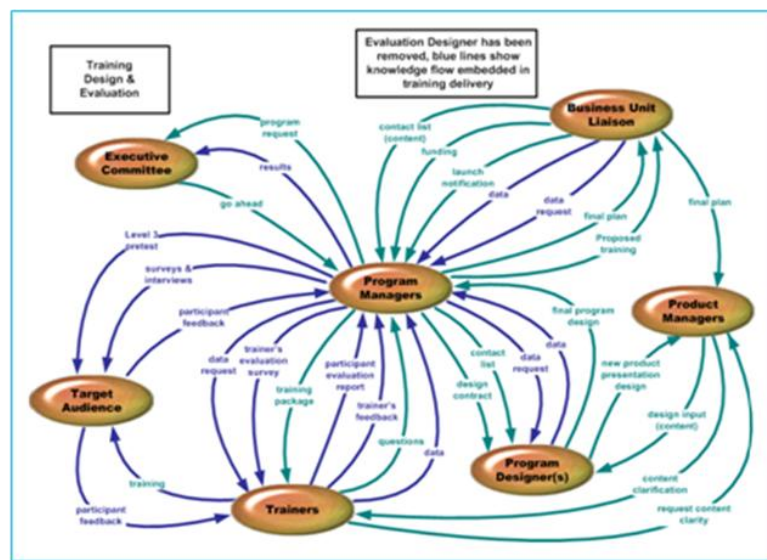 Training
Design &
Evaluation
Evaluation Designer has been
removed, blue lines show
knowledge flow embedded in
training delivery
Business Unit
Liaison
program
request
contact list
(content)
funding
Executive
Committee
results
launch
notification
data
data
request
final plan
go ahead
final plan
Proposed
training
Level 3
pretest
surveys &
interviews
Program
Managers
Product
Managers
participant
feedback
final program
design
data
request
trainer's
evaluation
survey
training
package
participant
evaluation
report
trainer's
feedback
contact
list
design
contract
data
request
data
new product
presentation
design
Target
Audience
questions
data
design input
(content)
Program
Designer(s)
training
participant
feedback
Trainers
content
clarification
request content
clarity